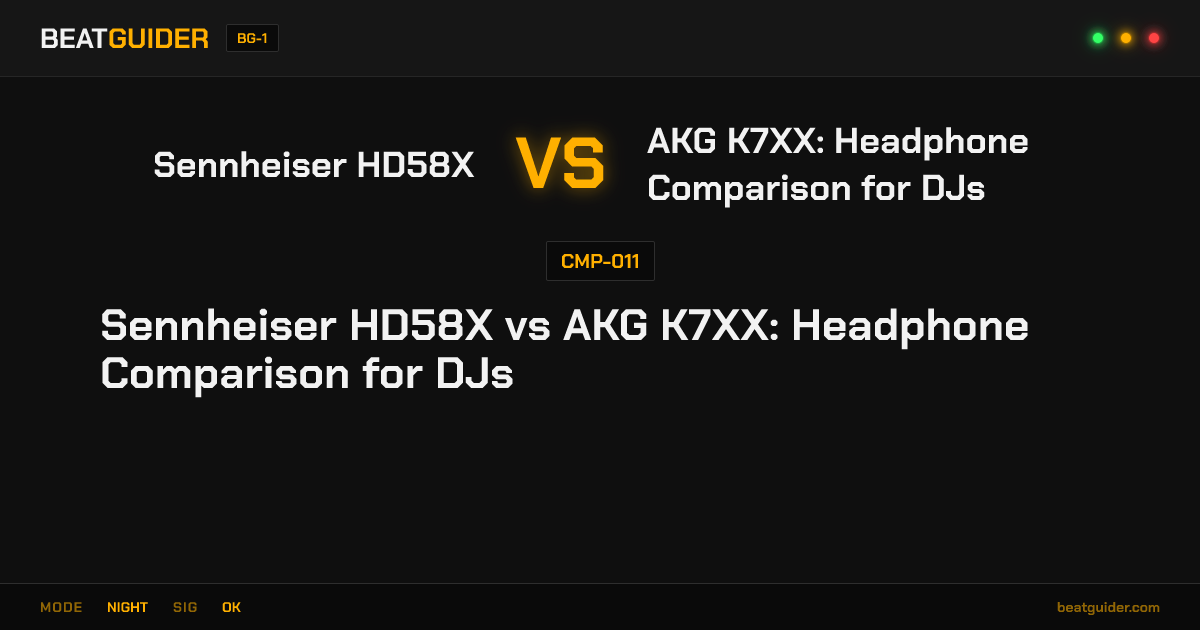 BEATGUIDER BG-1
Sennheiser HD58X VS AKG K7XX: Headphone
Comparison for DJs
CMP-011
Sennheiser HD58X vs AKG K7XX: Headphone
Comparison for DJs
MODE NIGHT SIG OK beatguider.com